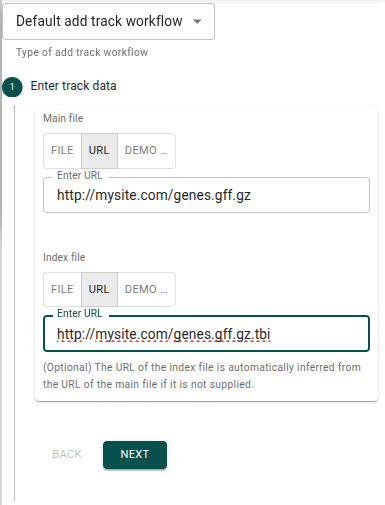 Default add track workflow
Type of add track workflow
1 Enter track data
Main file
FILE URL DEMO ...
Enter URL
http://mysite.com/genes.gff.gz
Index file
FILE URL DEMO ...
Enter URL
http://mysite.com/genes.gff.gz.tbi
(Optional) The URL of the index file is automatically inferred from
the URL of the main file if it is not supplied.
BACK NEXT